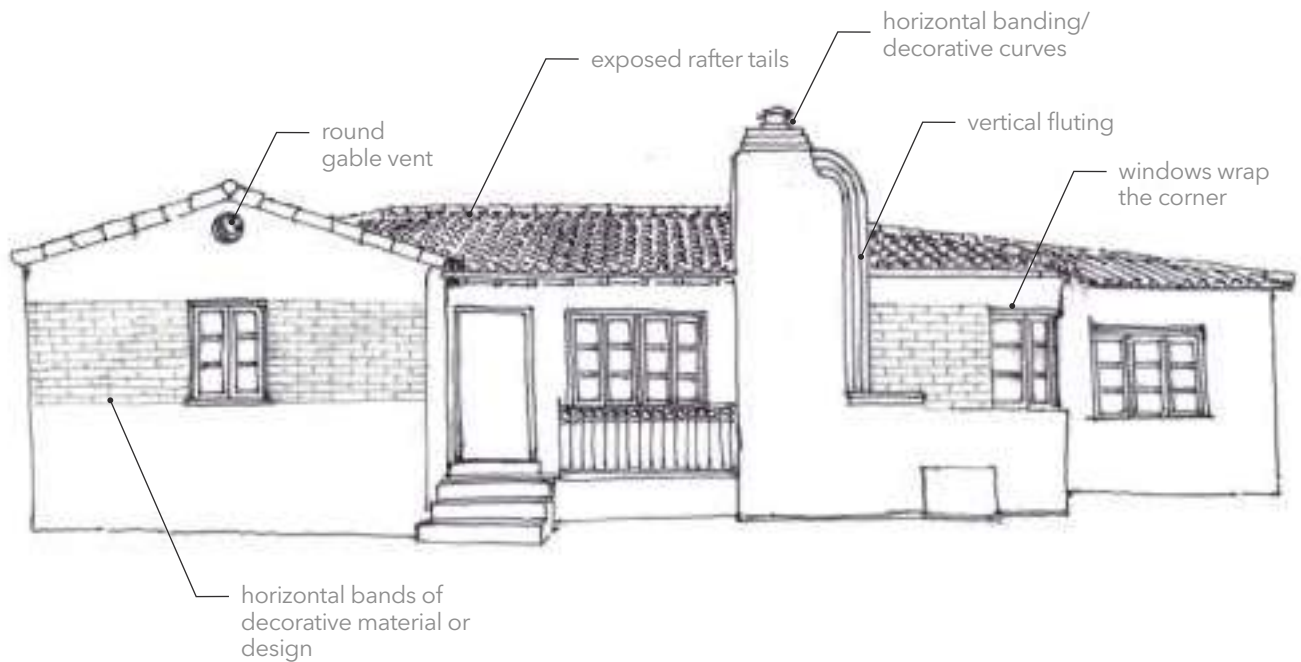 horizontal banding/
decorative curves
exposed rafter tails
vertical fluting
round
gable vent
windows wrap
the corner
horizontal bands of
decorative material or
design